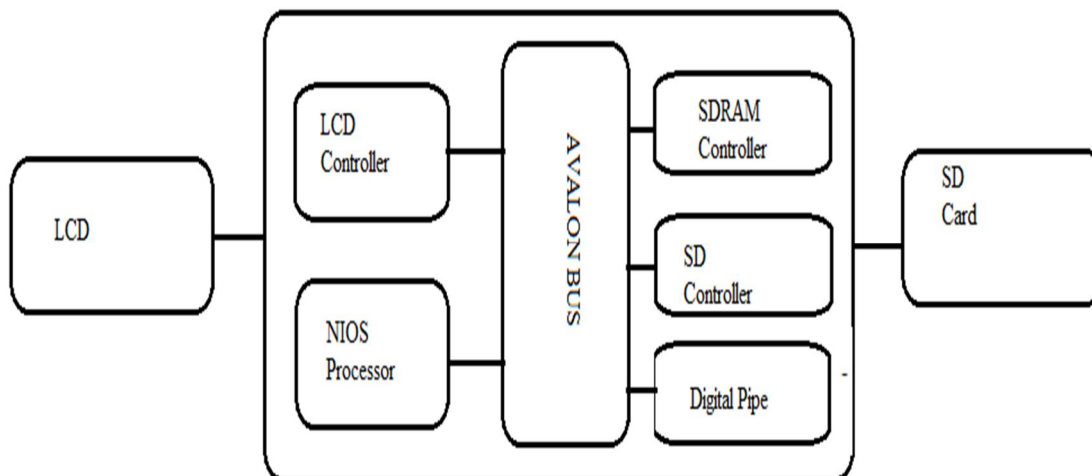 LCD
LCD
Controller
NIOS
Processor
AVALON BUS
SDRAM
Controller
SD
Controller
Digital Pipe
SD
Card